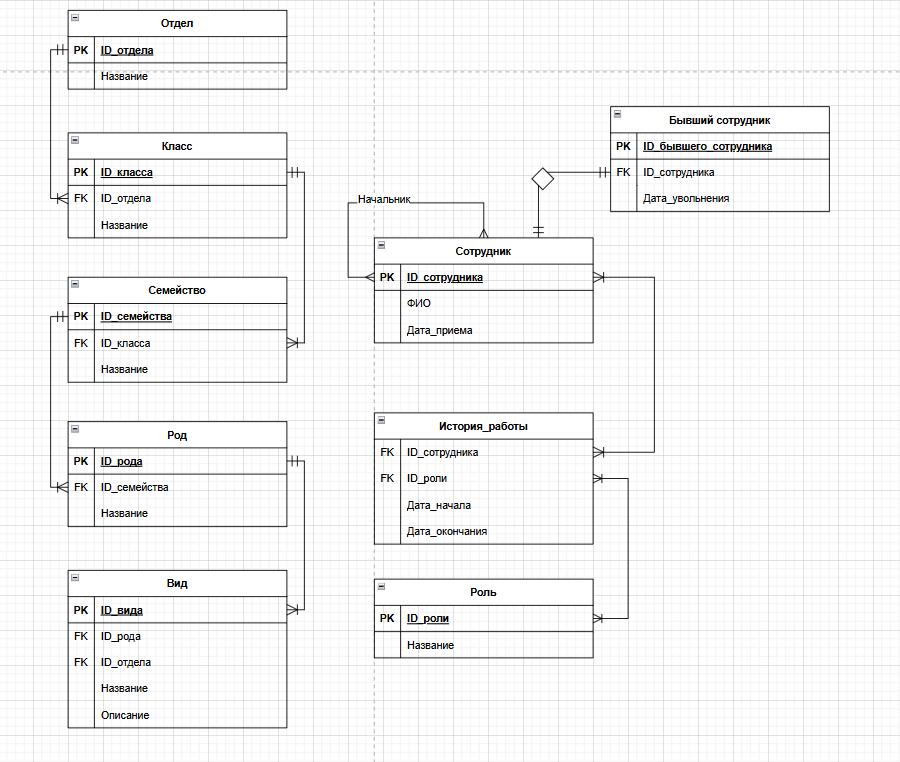 Отдел
PK ID_отдела
Название
Класс
PK ID_класса
FK ID_отдела
Название
Семейство
PK ID_семейства
FK ID_класса
Название
Род
PK ID_рода
FK ID_семейства
Название
Вид
PK ID_вида
FK ID_рода
FK ID_отдела
Название
Описание
Бывший сотрудник
PK ID_бывшего_сотрудника
FK ID_сотрудника
Дата_увольнения
Начальник
Сотрудник
PK ID_сотрудника
ФИО
Дата_приема
История_работы
FK ID_сотрудника
FK ID_роли
Дата_начала
Дата_окончания
Роль
PK ID_роли
Название